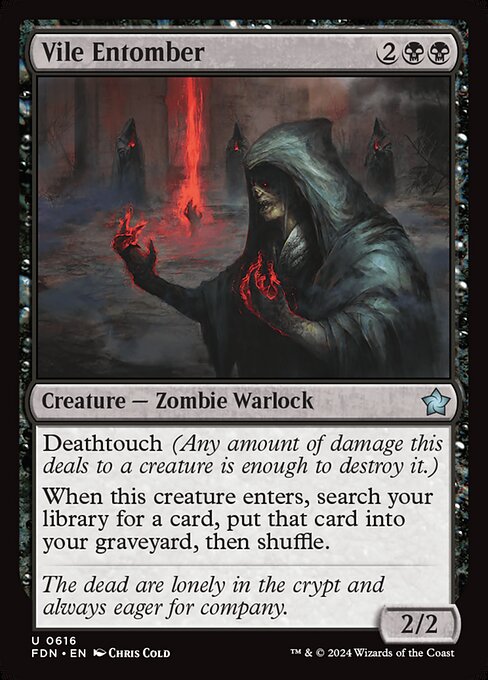 Vile Entomber 2
Creature — Zombie Warlock
Deathtouch (Any amount of damage this
deals to a creature is enough to destroy it.)
When this creature enters, search your
library for a card, put that card into
your graveyard, then shuffle.
The dead are lonely in the crypt and
always eager for company.
2/2
U 0616
FDN • EN Chris Cold
™ & © 2024 Wizards of the Coast